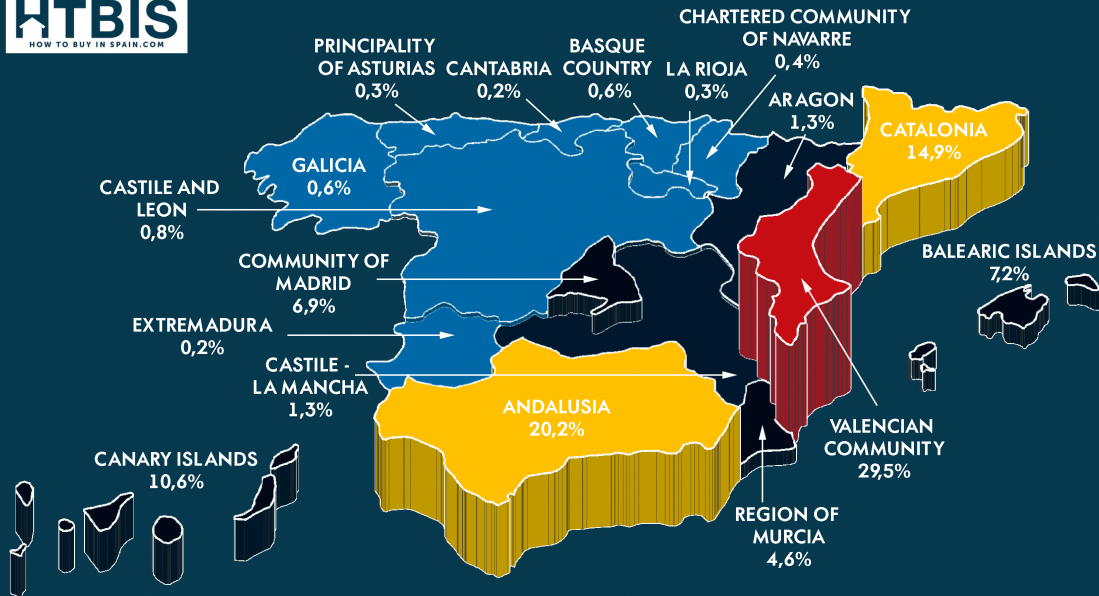 HTBIS
HOW TO BUY IN SPAIN.COM
CHARTERED COMMUNITY
OF NAVARRE
0,4%
PRINCIPALITY
OF ASTURIAS
0,3%
CANTABRIA
0,2%
BASQUE
COUNTRY
0,6%
LA RIOJA
0,3%
ARAGON
1,3%
CATALONIA
14,9%
GALICIA
0,6%
CASTILE AND
LEON
0,8%
COMMUNITY OF
MADRID
6,9%
BALEARIC ISLANDS
7,2%
EXTREMADURA
0,2%
CASTILE -
LA MANCHA
1,3%
ANDALUSIA
20,2%
VALENCIAN
COMMUNITY
29,5%
CANARY ISLANDS
10,6%
REGION OF
MURCIA
4,6%